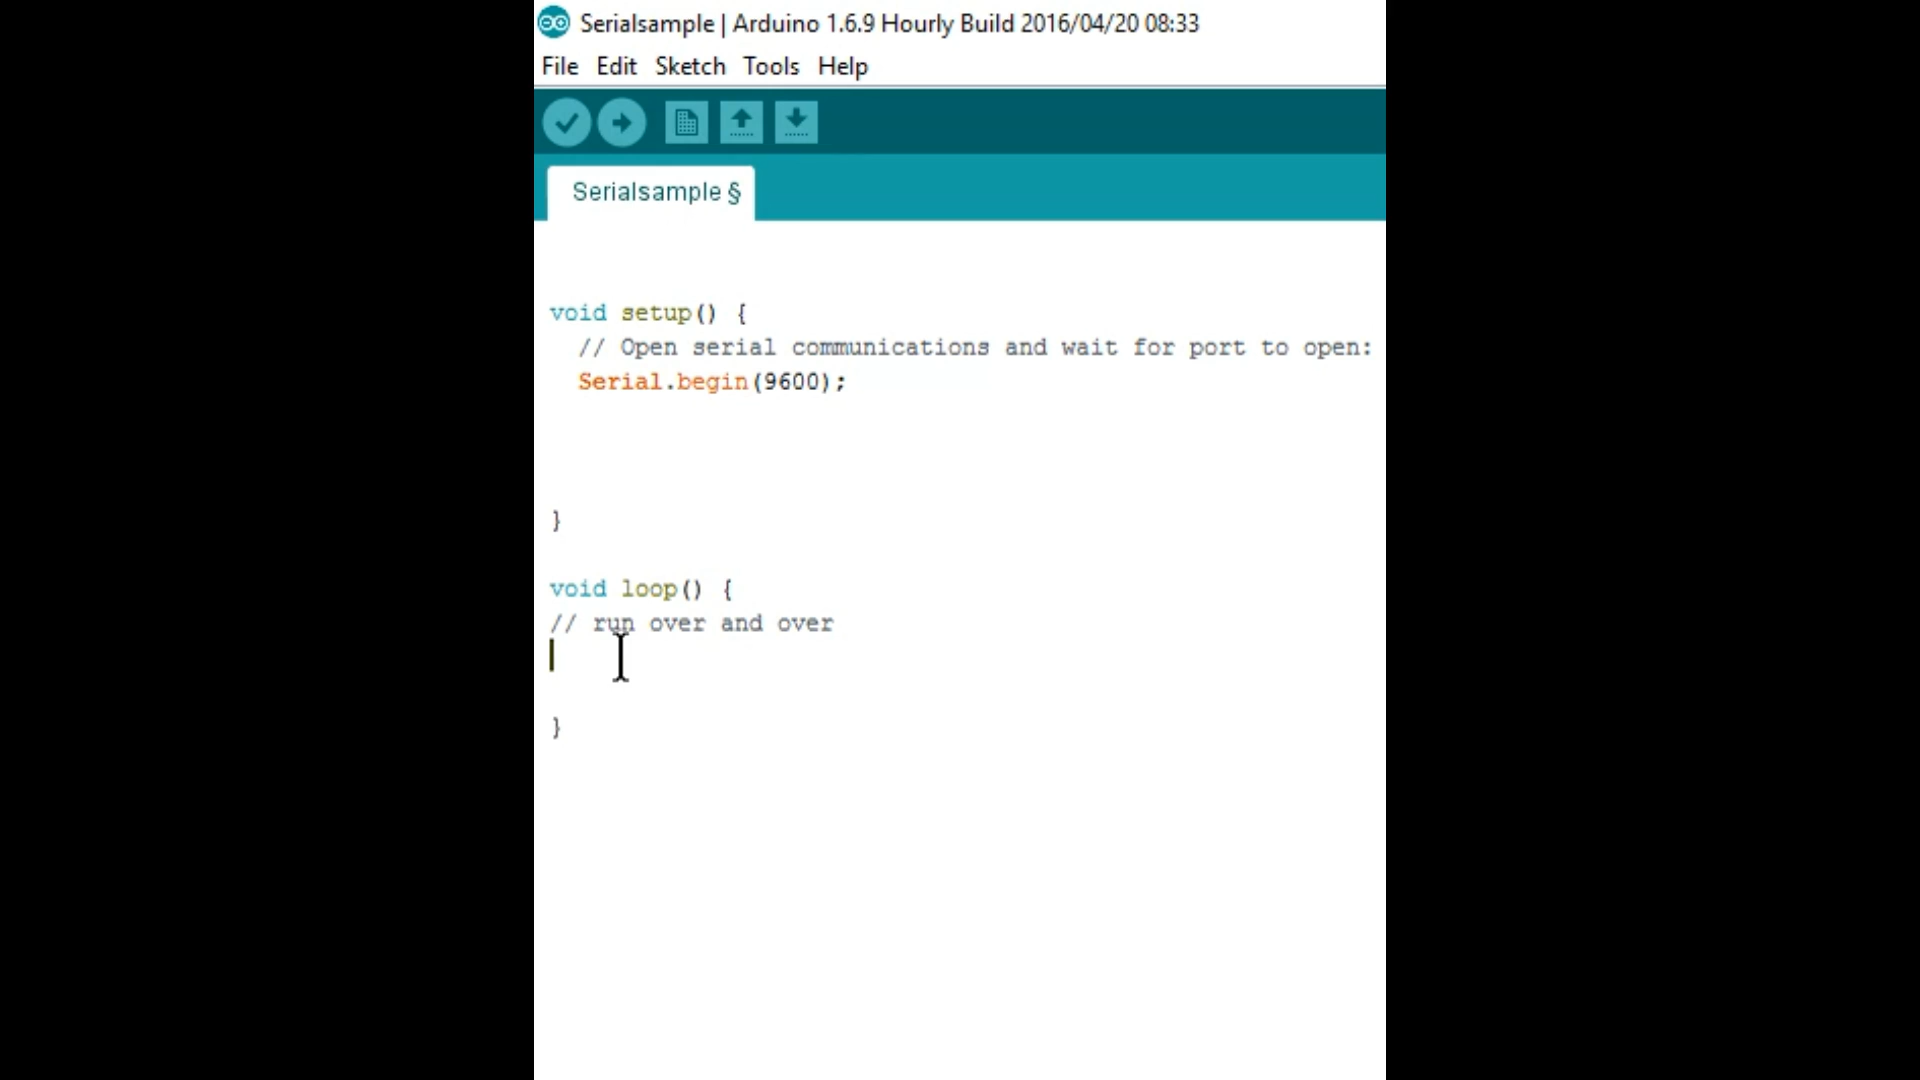 Serialsample | Arduino 1.6.9 Hourly Build 2016/04/20 08:33
File Edit Sketch Tools Help
Serialsample §
void setup() {
  // Open serial communications and wait for port to open:
  Serial.begin(9600);
}
void loop() {
// run over and over
}